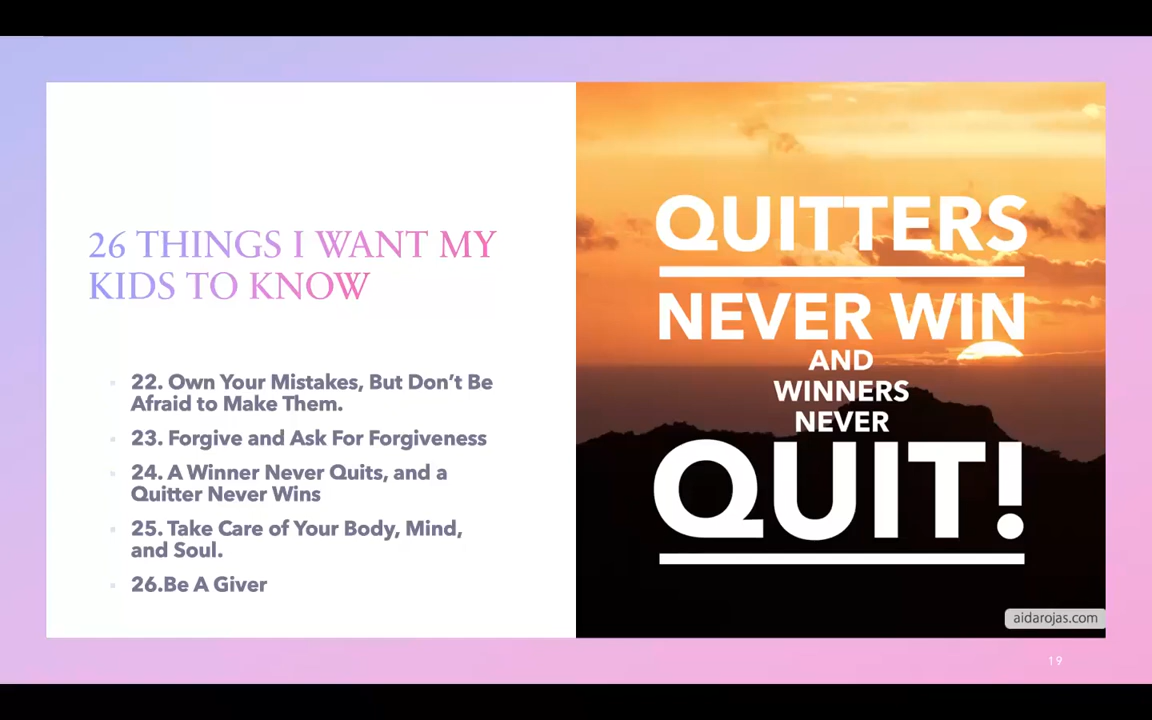 26 THINGS I WANT MY
KIDS TO KNOW
22. Own Your Mistakes, But Don’t Be
Afraid to Make Them.
23. Forgive and Ask For Forgiveness
24. A Winner Never Quits, and a
Quitter Never Wins
25. Take Care of Your Body, Mind,
and Soul.
26.Be A Giver
QUITTERS
NEVER WIN
AND
WINNERS
NEVER
QUIT!
aidarojas.com
19